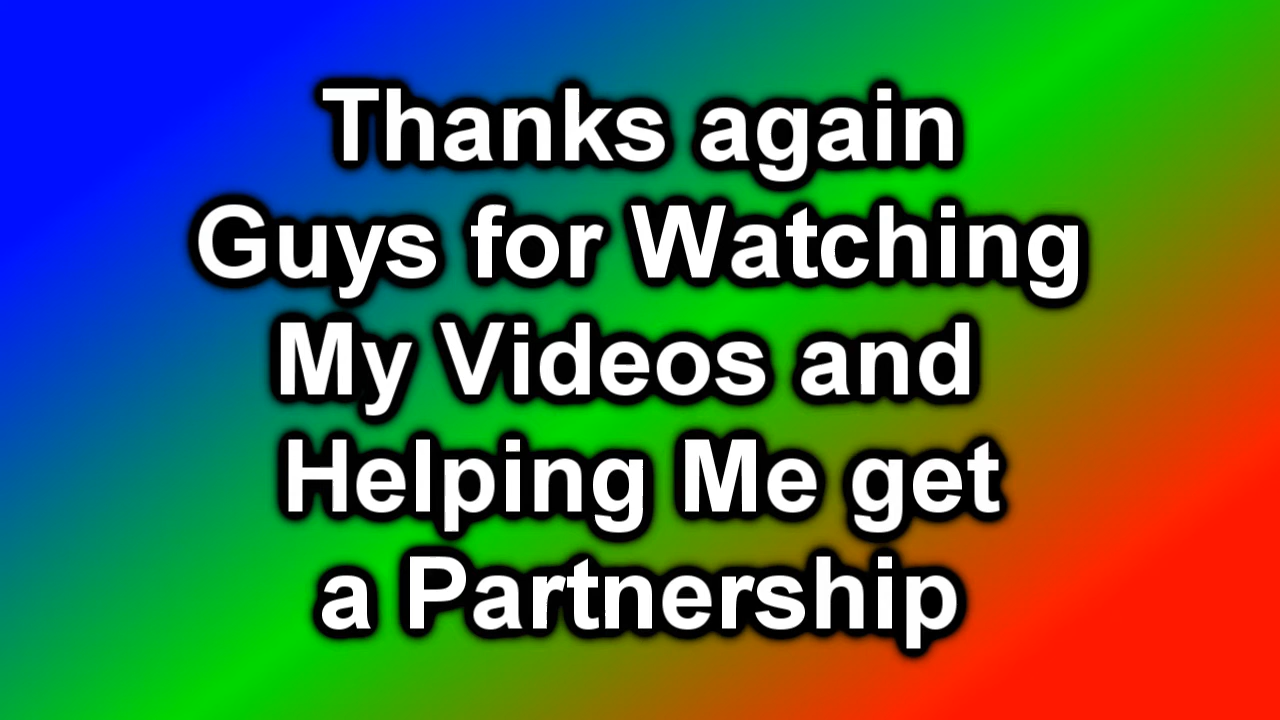 Thanks again
Guys for Watching
My Videos and
Helping Me get
a Partnership